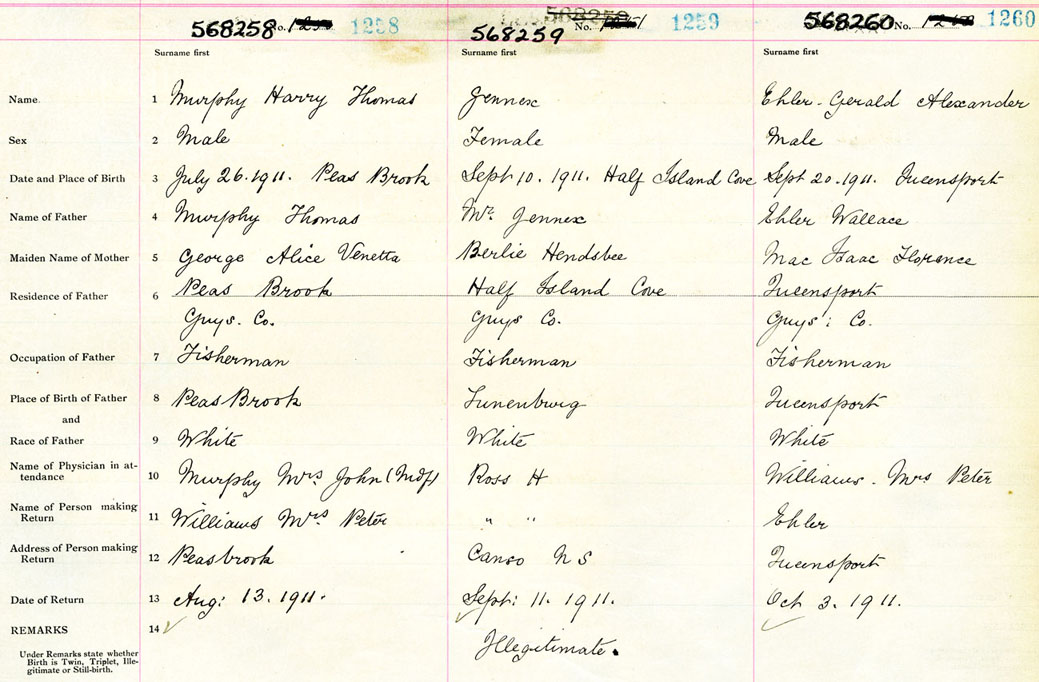 568258 No. 1258 568259 No. 1259 568260 No. 1260
Surname first Surname first Surname first
Name 1 Murphy Harry Thomas Jennex Ehler Gerald Alexander
Sex 2 Male Female Male
Date and Place of Birth 3 July 26. 1911. Peas Brook Sept 10. 1911. Half Island Cove Sept 20. 1911. Queensport
Name of Father 4 Murphy Thomas Mr. Jennex Ehler Wallace
Maiden Name of Mother 5 George Alice Venetta Berlie Hendsbee Mac Isaac Florence
Residence of Father 6 Peas Brook Half Island Cove Queensport
Guys. Co. Guys Co. Guys: Co.
Occupation of Father 7 Fisherman Fisherman Fisherman
Place of Birth of Father 8 Peas Brook Lunenburg Queensport
and
Race of Father 9 White White White
Name of Physician in at-
tendance 10 Murphy Mrs John (Mdf) Ross H Williams. Mrs Peter
Name of Person making
Return 11 Williams Mrs Peter " " Ehler
Address of Person making
Return 12 Peasbrook Canso N S Queensport
Date of Return 13 Aug: 13. 1911. Sept: 11. 1911. Oct 3. 1911.
REMARKS 14
Illegitimate.
Under Remarks state whether
Birth is Twin, Triplet, Ille-
gitimate or Still-birth.